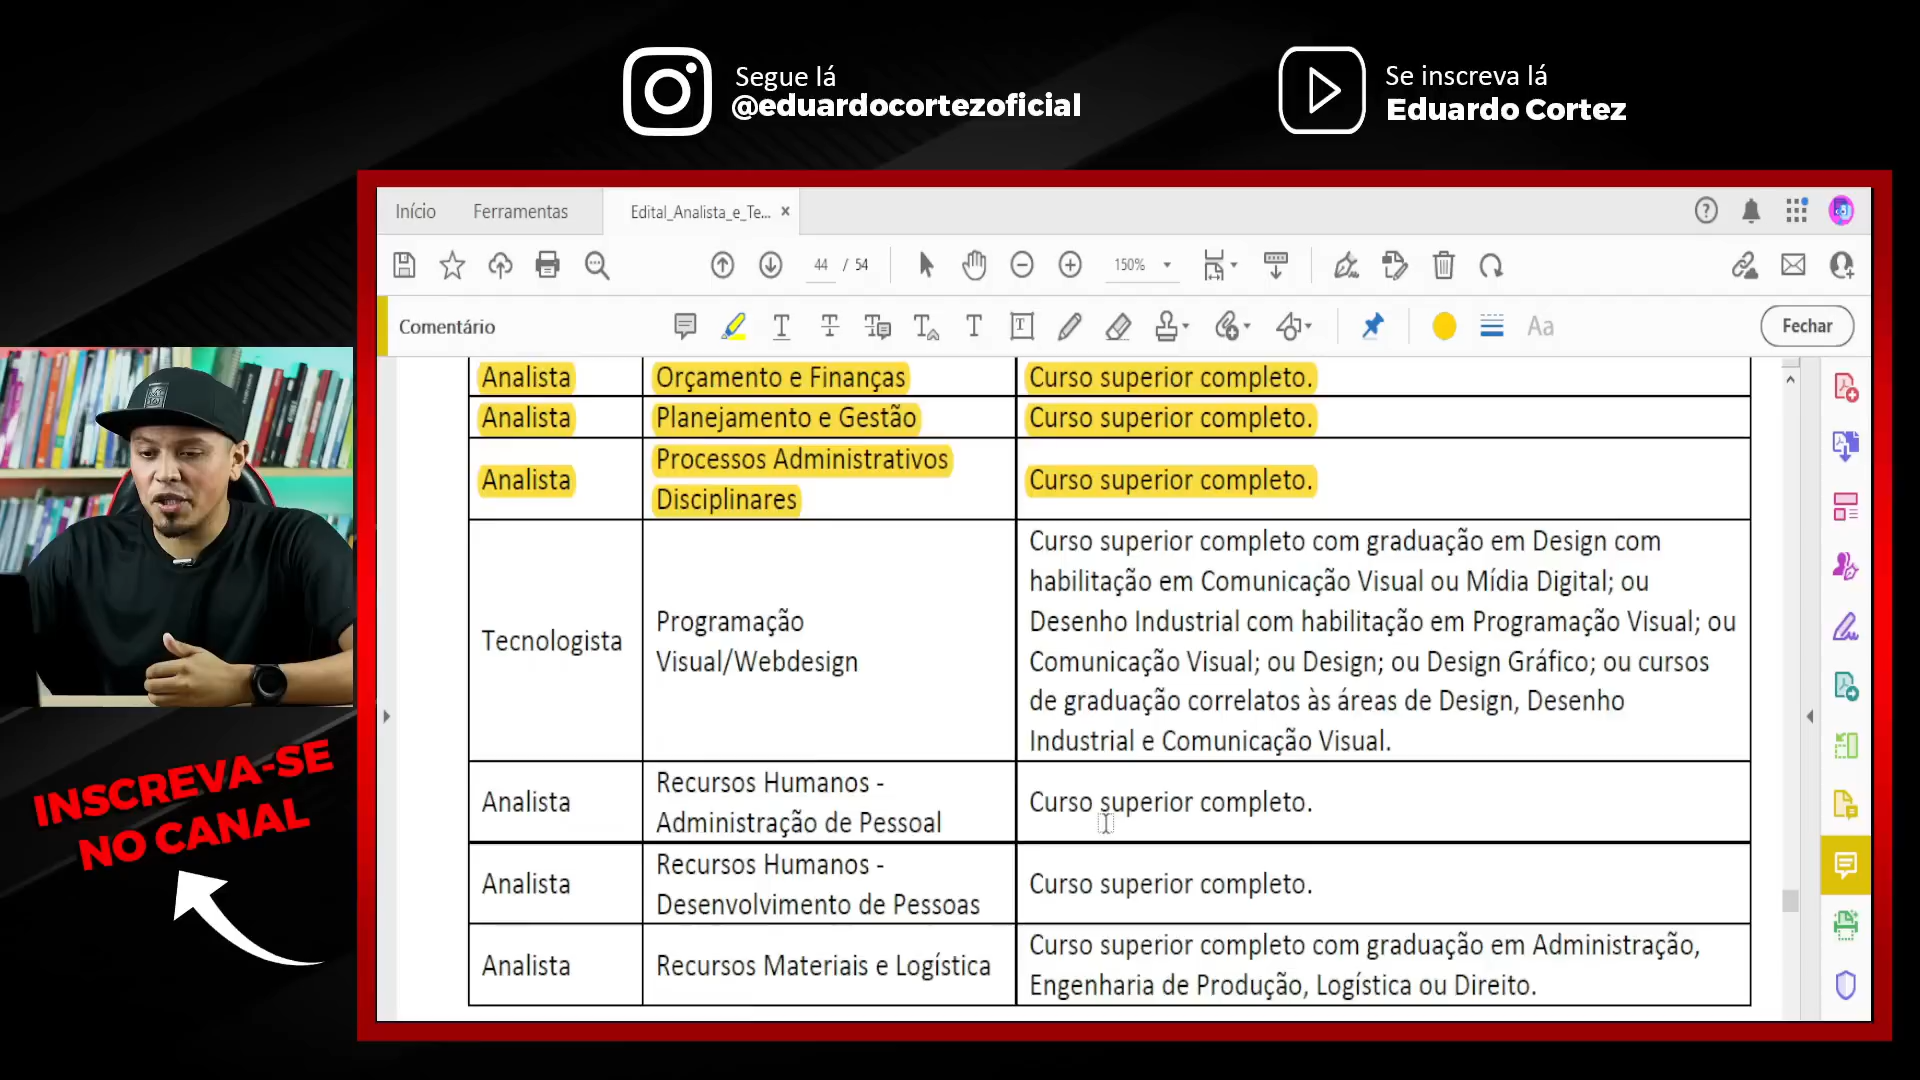 Segue lá
@eduardocortezoficial
Se inscreva lá
Eduardo Cortez
Início
Ferramentas
Edital_Analista_e_Te...
44 / 54
150%
Comentário
Aa
Fechar
Analista Orçamento e Finanças Curso superior completo.
Analista Planejamento e Gestão Curso superior completo.
Analista
Processos Administrativos
Disciplinares
Curso superior completo.
Tecnologista
Programação
Visual/Webdesign
Curso superior completo com graduação em Design com
habilitação em Comunicação Visual ou Mídia Digital; ou
Desenho Industrial com habilitação em Programação Visual; ou
Comunicação Visual; ou Design; ou Design Gráfico; ou cursos
de graduação correlatos às áreas de Design, Desenho
Industrial e Comunicação Visual.
Analista
Recursos Humanos -
Administração de Pessoal
Curso superior completo.
Analista
Recursos Humanos -
Desenvolvimento de Pessoas
Curso superior completo.
Analista
Recursos Materiais e Logística
Curso superior completo com graduação em Administração,
Engenharia de Produção, Logística ou Direito.
INSCREVA-SE
NO CANAL